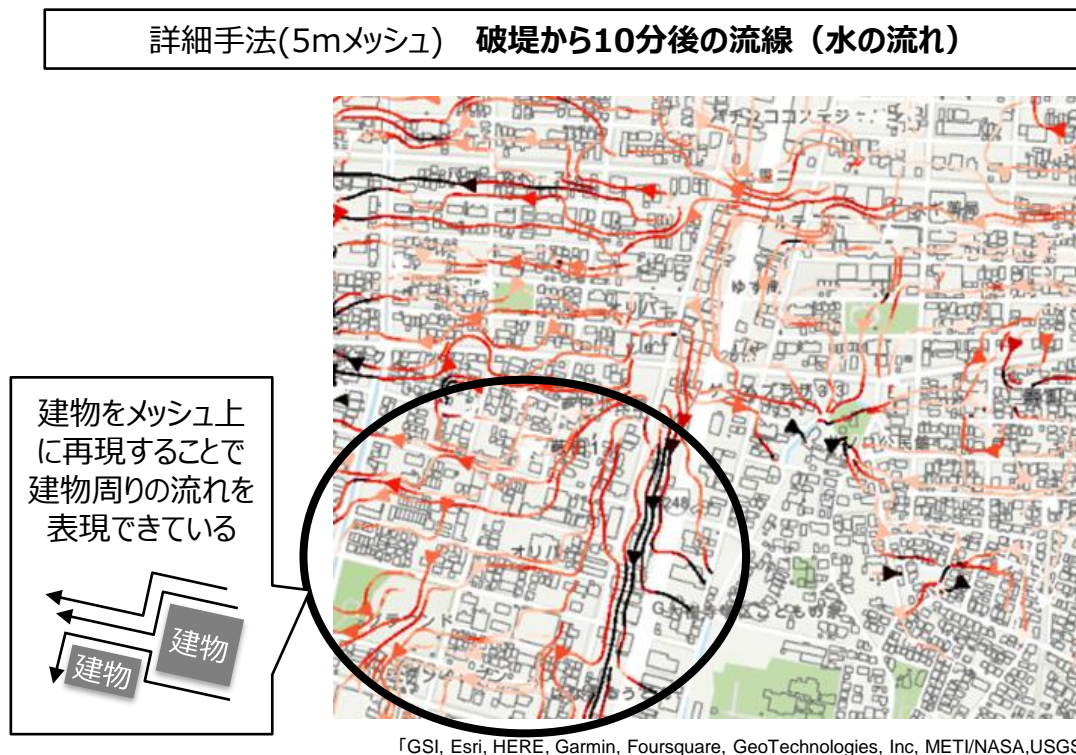 詳細手法(5mメッシュ) 破堤から10分後の流線（水の流れ）
建物をメッシュ上
に再現することで
建物周りの流れを
表現できている
建物
建物
ゆず庵
「GSI, Esri, HERE, Garmin, Foursquare, GeoTechnologies, Inc, METI/NASA,USGS